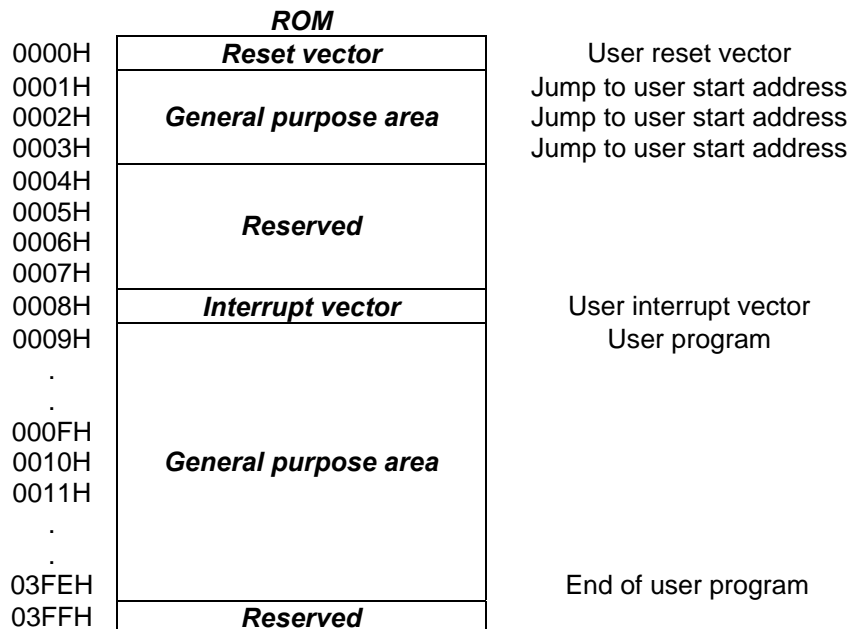 ROM
0000H Reset vector User reset vector
0001H Jump to user start address
0002H General purpose area Jump to user start address
0003H Jump to user start address
0004H
0005H
Reserved
0006H
0007H
0008H Interrupt vector User interrupt vector
0009H User program
.
.
000FH
0010H General purpose area
0011H
.
.
03FEH End of user program
03FFH Reserved